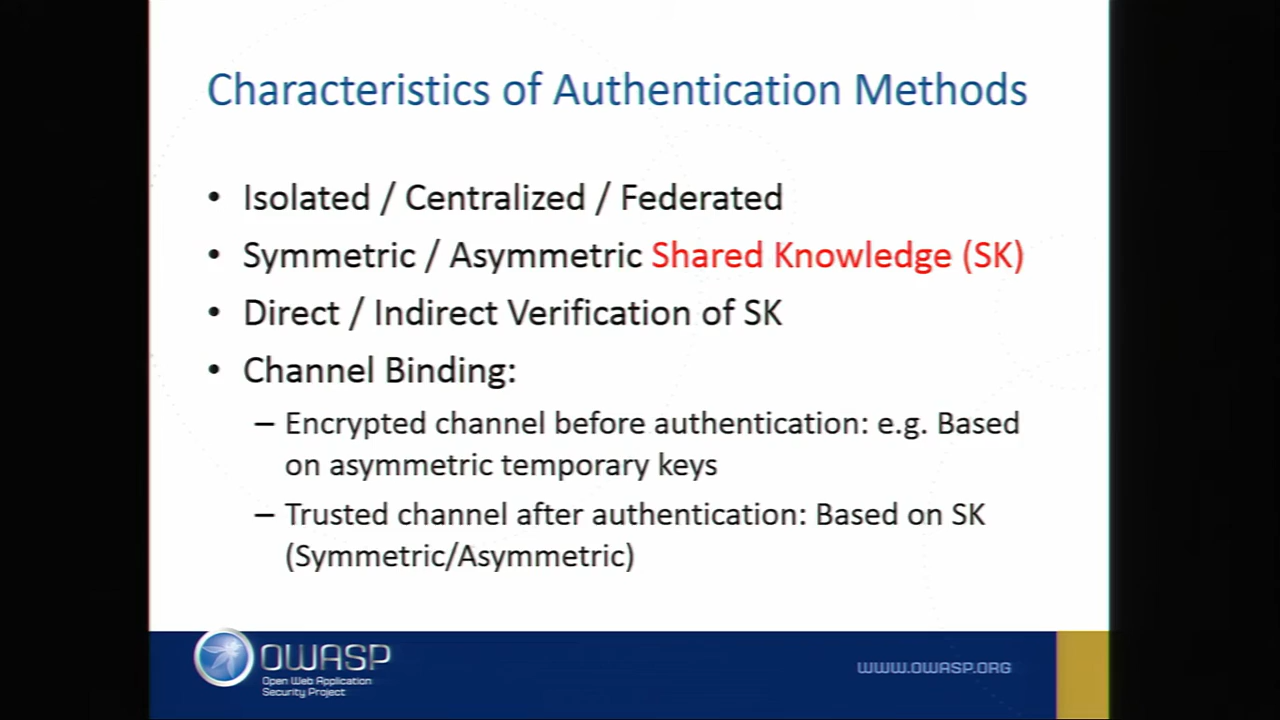 Characteristics of Authentication Methods
• Isolated / Centralized / Federated
• Symmetric / Asymmetric Shared Knowledge (SK)
• Direct / Indirect Verification of SK
• Channel Binding:
– Encrypted channel before authentication: e.g. Based
on asymmetric temporary keys
– Trusted channel after authentication: Based on SK
(Symmetric/Asymmetric)
OWASP
Open Web Application
Security Project
WWW.OWASP.ORG